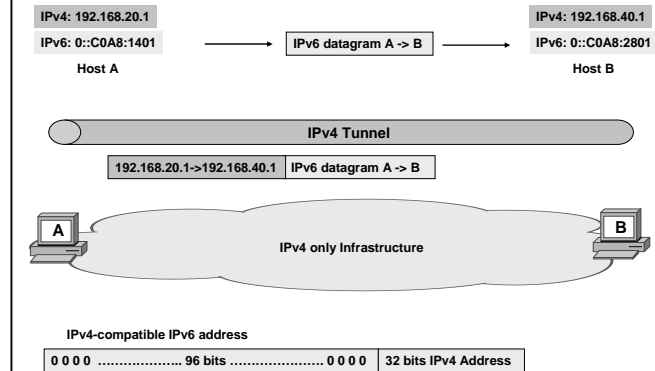 IPv4: 192.168.20.1
IPv4: 192.168.40.1
IPv6: 0::C0A8:1401
IPv6 datagram A -> B
IPv6: 0::C0A8:2801
Host A
Host B
IPv4 Tunnel
192.168.20.1->192.168.40.1
IPv6 datagram A -> B
A
B
IPv4 only Infrastructure
IPv4-compatible IPv6 address
0 0 0 0 ………………... 96 bits …………………. 0 0 0 0
32 bits IPv4 Address